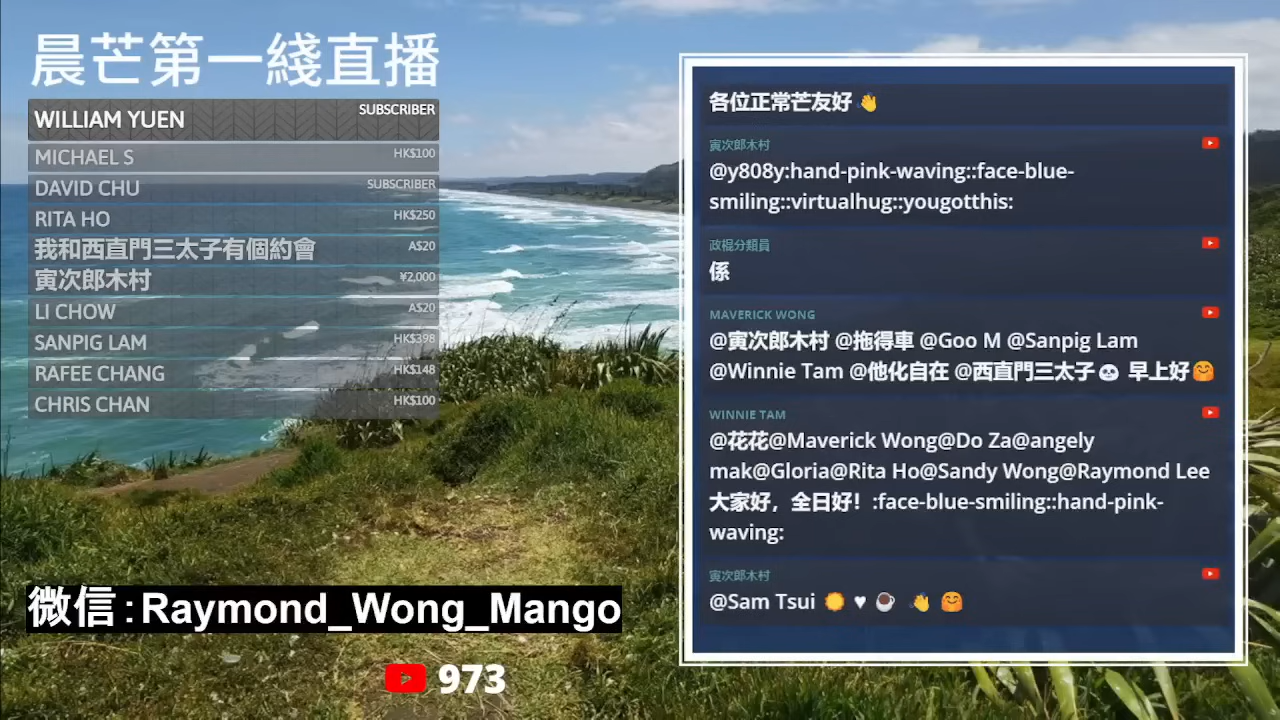 晨芒第一綫直播
WILLIAM YUEN SUBSCRIBER
MICHAEL S HK$100
DAVID CHU SUBSCRIBER
RITA HO HK$250
我和西直門三太子有個約會 A$20
寅次郎木村 ¥2,000
LI CHOW A$20
SANPIG LAM HK$398
RAFEE CHANG HK$148
CHRIS CHAN HK$100
微信:Raymond_Wong_Mango
973
各位正常芒友好👋
寅次郎木村
@y808y:hand-pink-waving::face-blue-
smiling::virtualhug::yougotthis:
政棍分類員
係
MAVERICK WONG
@寅次郎木村 @拖得車 @Goo M @Sanpig Lam
@Winnie Tam @他化自在 @西直門三太子🐼 早上好🤗
WINNIE TAM
@花花@Maverick Wong@Do Za@angely
mak@Gloria@Rita Ho@Sandy Wong@Raymond Lee
大家好，全日好！:face-blue-smiling::hand-pink-
waving:
寅次郎木村
@Sam Tsui 🌞 ♥ ☕ 👋 🤗